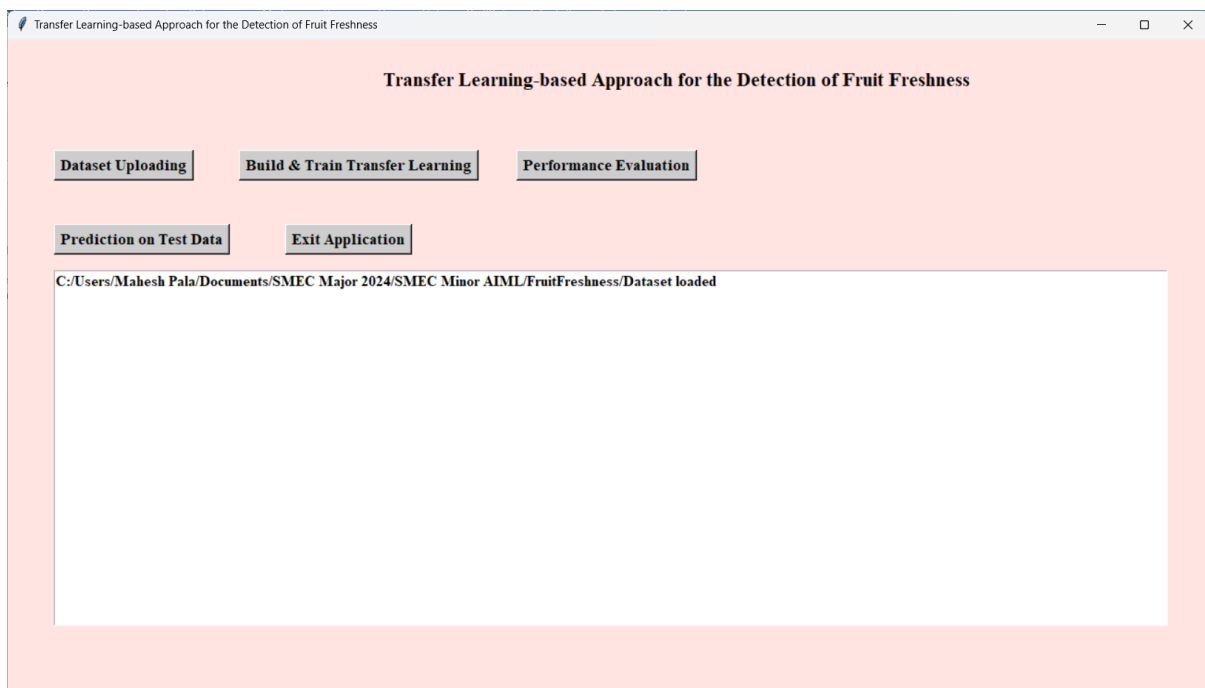 Transfer Learning-based Approach for the Detection of Fruit Freshness
Transfer Learning-based Approach for the Detection of Fruit Freshness
Dataset Uploading
Build & Train Transfer Learning
Performance Evaluation
Prediction on Test Data
Exit Application
C:/Users/Mahesh Pala/Documents/SMEC Major 2024/SMEC Minor AIML/FruitFreshness/Dataset loaded